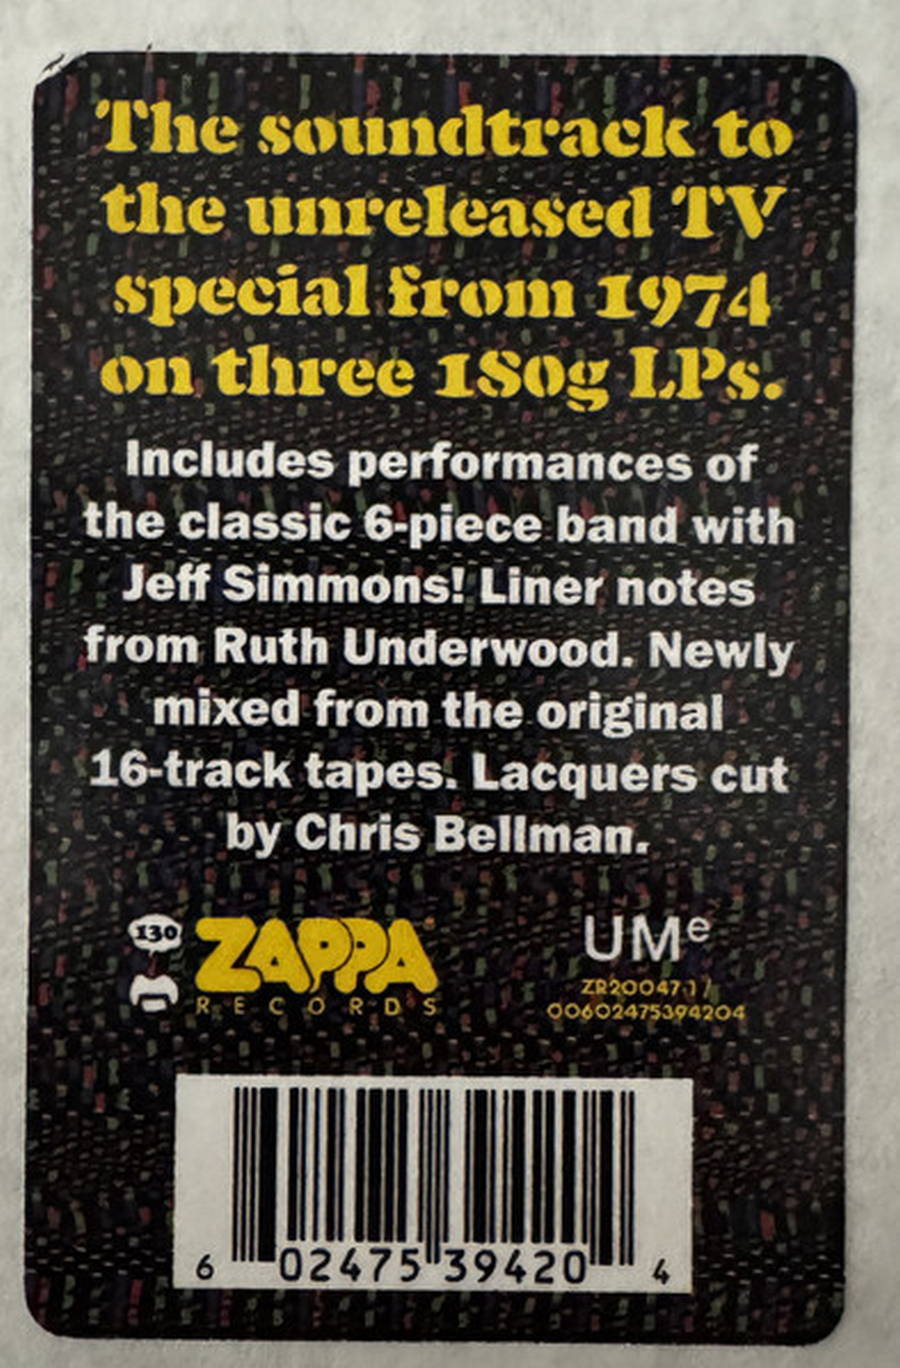 The soundtrack to
the unreleased TV
special from 1974
on three 180g LPs.
Includes performances of
the classic 6-piece band with
Jeff Simmons! Liner notes
from Ruth Underwood. Newly
mixed from the original
16-track tapes. Lacquers cut
by Chris Bellman.
130
ZAPPA
RECORDS
UMe
ZR20047-1 /
00602475394204
6 02475 39420 4